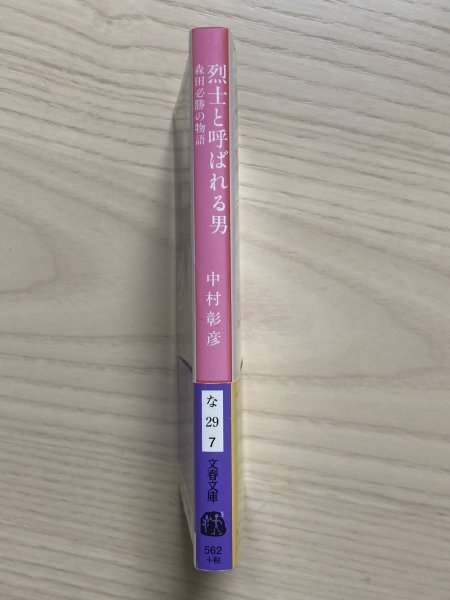 烈士と呼ばれる男
森田必勝の物語
中村彰彦
な
29
7
文春文庫
562
+税